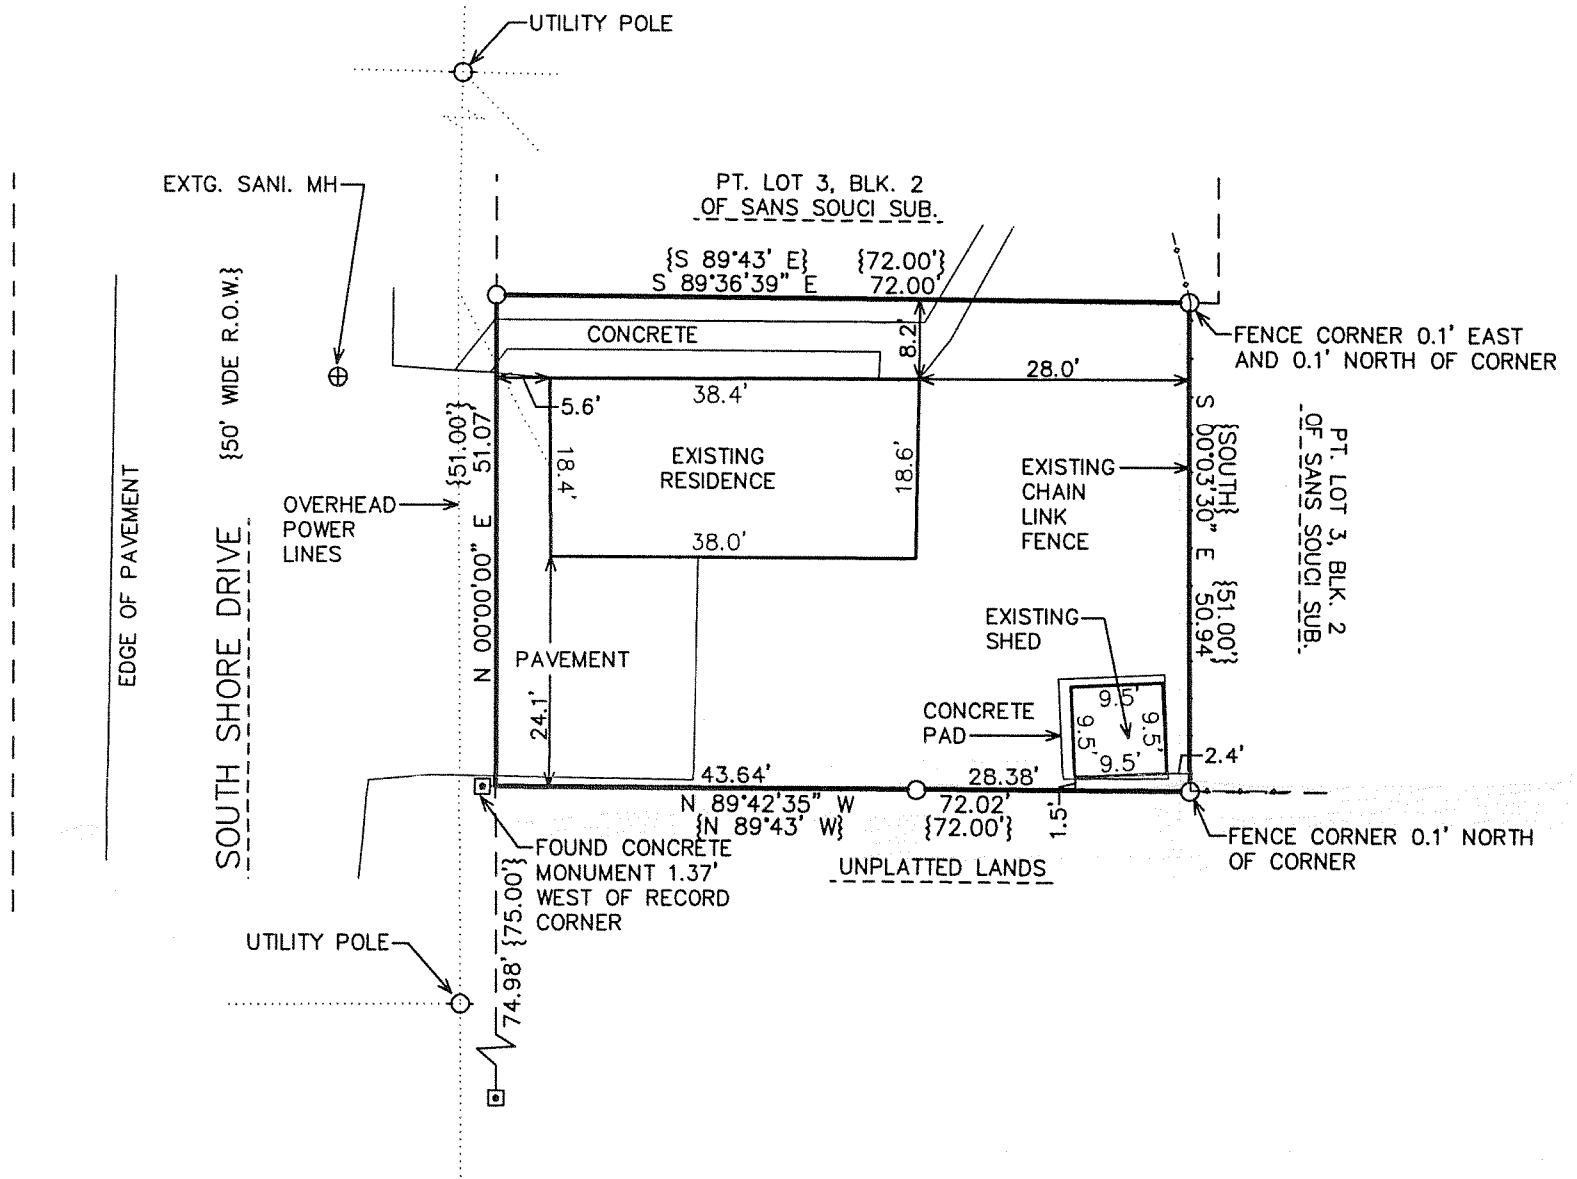 UTILITY POLE
EXTG. SANI. MH
PT. LOT 3, BLK. 2
OF SANS SOUCI SUB.
{S 89°43' E} {72.00'}
S 89°36'39" E 72.00'
CONCRETE
8.2'
FENCE CORNER 0.1' EAST
AND 0.1' NORTH OF CORNER
28.0'
38.4'
5.6'
{50' WIDE R.O.W.}
{51.00'}
N 00°00'00" E 51.07'
18.4'
EXISTING
RESIDENCE
18.6'
EXISTING
CHAIN
LINK
FENCE
{SOUTH} {51.00'}
S 00°03'30" E 50.94'
PT. LOT 3, BLK. 2
OF SANS SOUCI SUB.
EDGE OF PAVEMENT
SOUTH SHORE DRIVE
OVERHEAD
POWER
LINES
38.0'
PAVEMENT
24.1'
EXISTING
SHED
CONCRETE
PAD
9.5'
9.5'
9.5'
9.5'
2.4'
43.64'
28.38'
N 89°42'35" W 72.02'
{N 89°43' W} {72.00'}
1.5'
FENCE CORNER 0.1' NORTH
OF CORNER
FOUND CONCRETE
MONUMENT 1.37'
WEST OF RECORD
CORNER
UNPLATTED LANDS
74.98' {75.00'}
UTILITY POLE